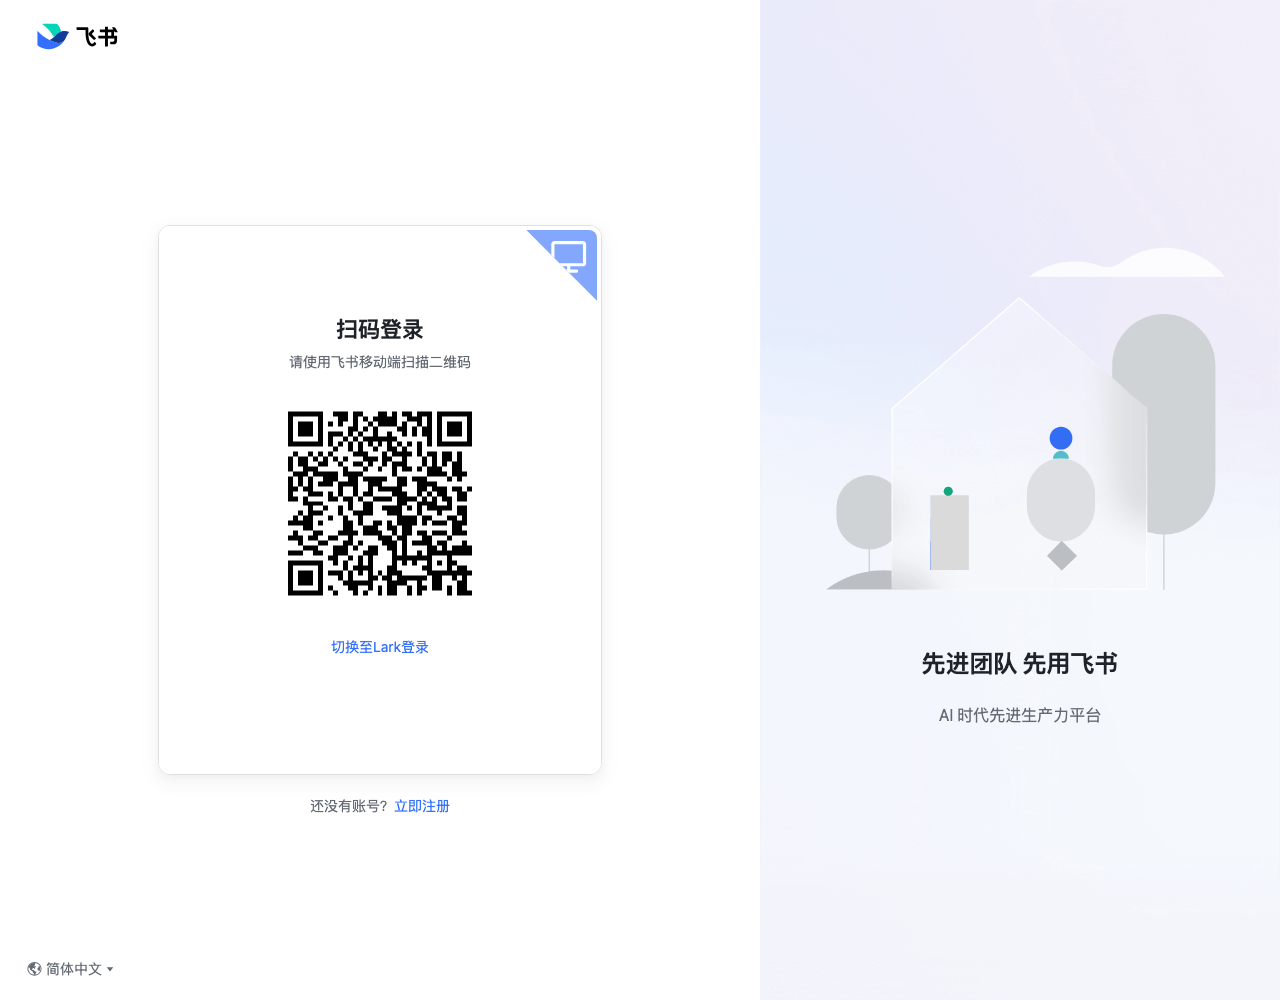 飞书
扫码登录
请使用飞书移动端扫描二维码
切换至Lark登录
还没有账号? 立即注册
简体中文
先进团队 先用飞书
AI 时代先进生产力平台